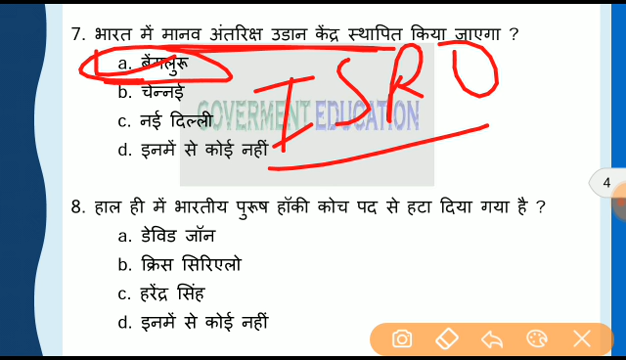 7. भारत में मानव अंतरिक्ष उडान केंद्र स्थापित किया जाएगा ?
a. बेंगलुरू
b. चेन्नई
c. नई दिल्ली
d. इनमें से कोई नहीं
ISRO
GOVERMENT EDUCATION
4
8. हाल ही में भारतीय पुरूष हॉकी कोच पद से हटा दिया गया है ?
a. डेविड जॉन
b. क्रिस सिरिएलो
c. हरेंद्र सिंह
d. इनमें से कोई नहीं